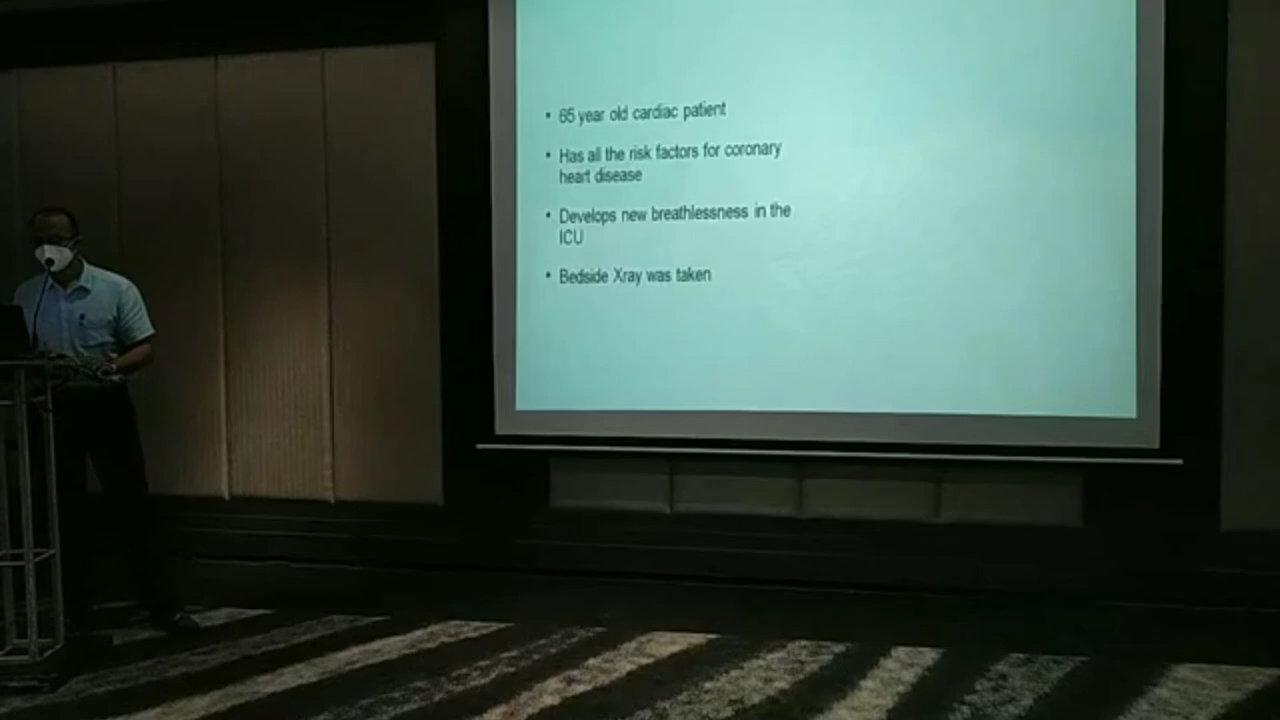 • 65 year old cardiac patient
• Has all the risk factors for coronary
heart disease
• Develops new breathlessness in the
ICU
• Bedside Xray was taken